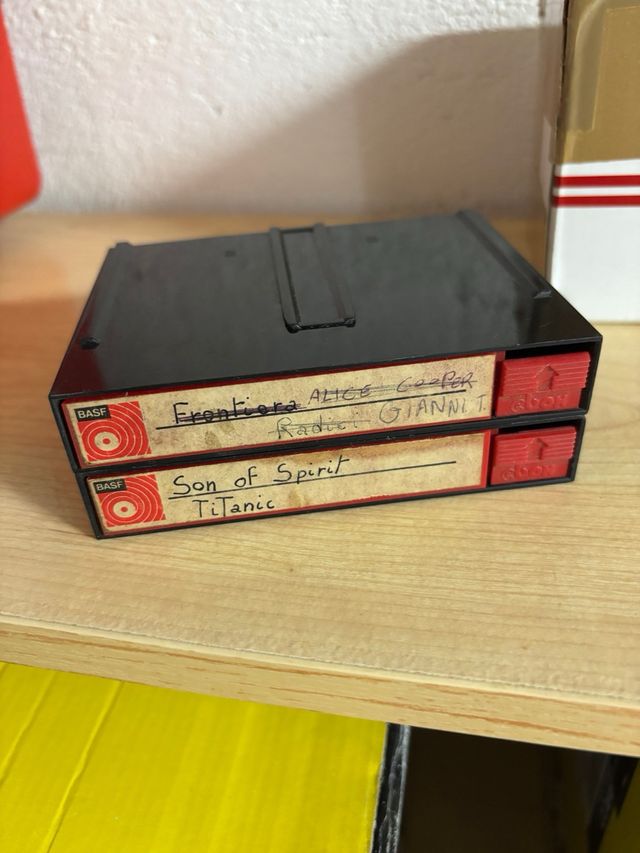 BASF
Frontiera ALICE COOPER
Radici GIANNI T.
BASF
Son of Spirit
TiTanic